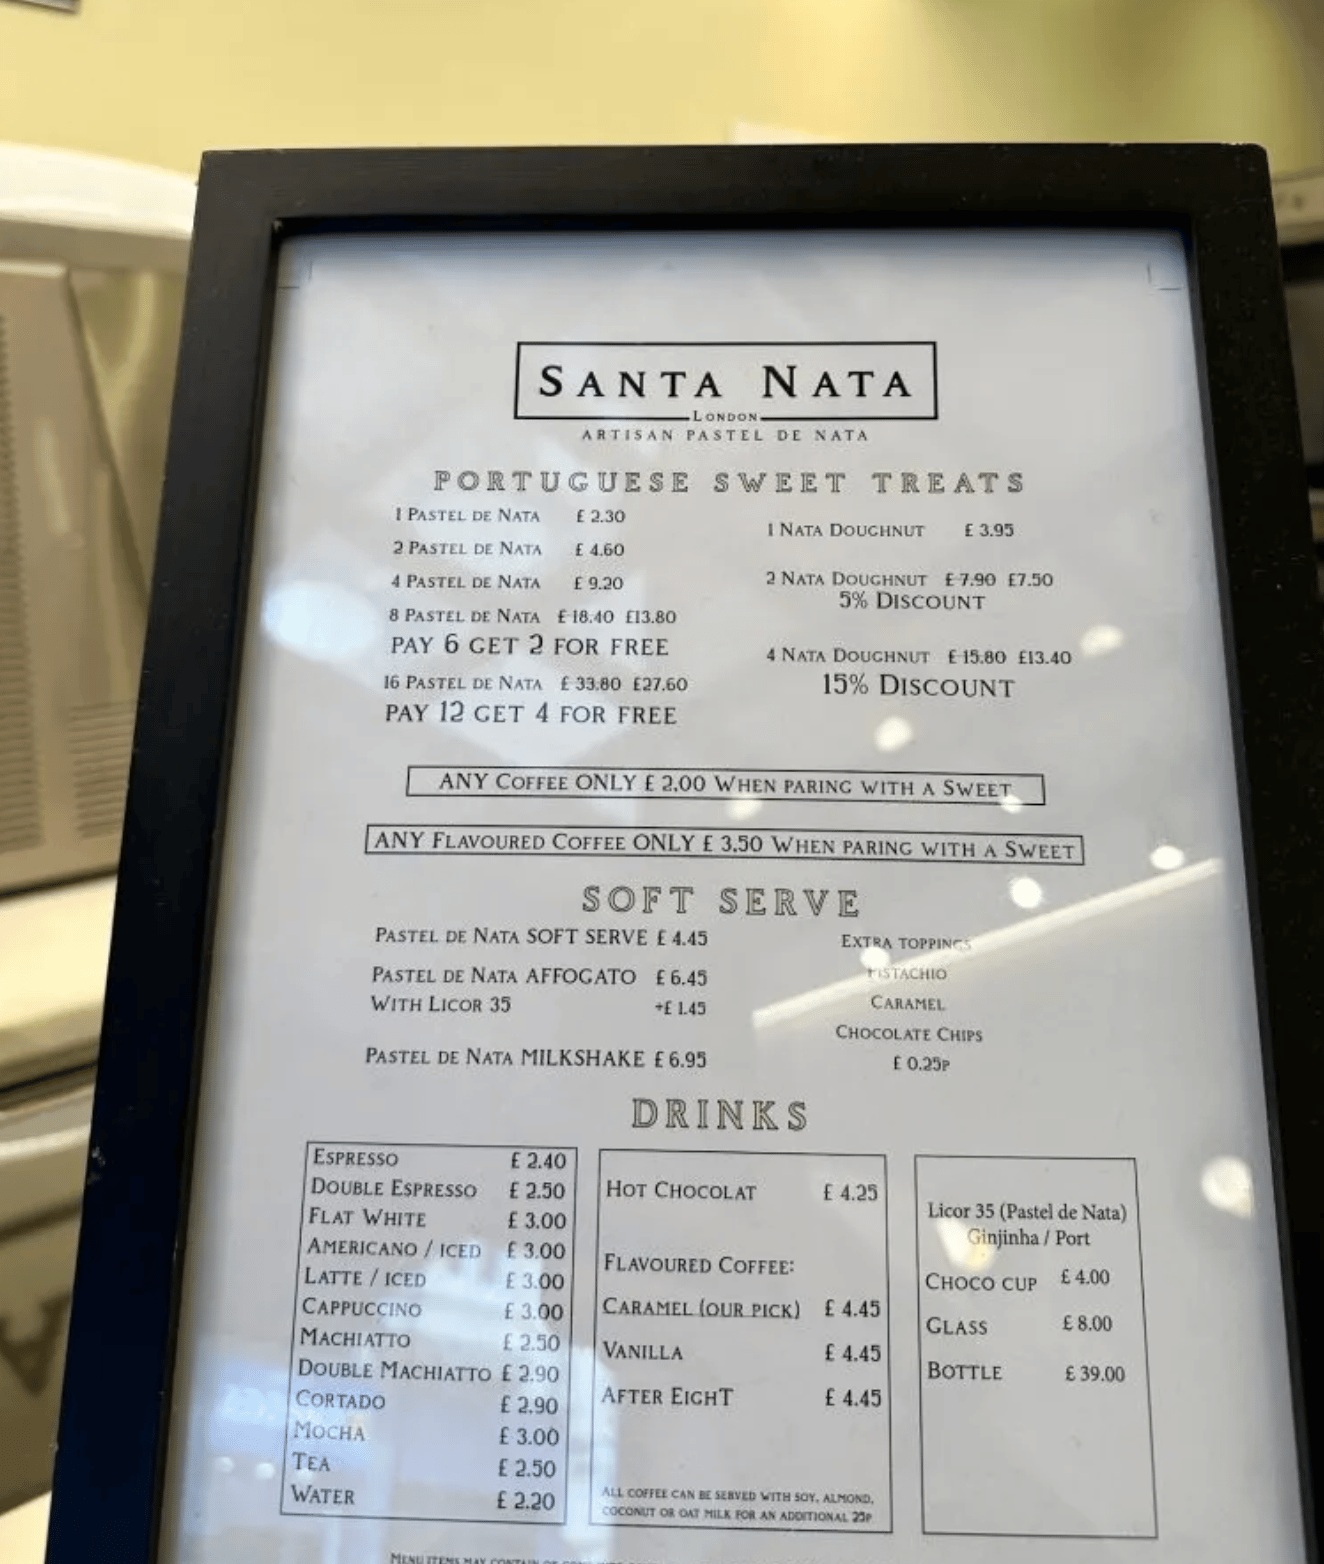 SANTA NATA
LONDON
ARTISAN PASTEL DE NATA
PORTUGUESE SWEET TREATS
1 PASTEL DE NATA £ 2.30
2 PASTEL DE NATA £ 4.60
4 PASTEL DE NATA £ 9.20
8 PASTEL DE NATA £ 18.40 £13.80
PAY 6 GET 2 FOR FREE
16 PASTEL DE NATA £ 33.80 £27.60
PAY 12 GET 4 FOR FREE
1 NATA DOUGHNUT £ 3.95
2 NATA DOUGHNUT £ 7.90 £7.50
5% DISCOUNT
4 NATA DOUGHNUT £ 15.80 £13.40
15% DISCOUNT
ANY COFFEE ONLY £ 2.00 WHEN PARING WITH A SWEET
ANY FLAVOURED COFFEE ONLY £ 3.50 WHEN PARING WITH A SWEET
SOFT SERVE
PASTEL DE NATA SOFT SERVE £ 4.45
PASTEL DE NATA AFFOGATO £ 6.45
WITH LICOR 35 +£ 1.45
PASTEL DE NATA MILKSHAKE £ 6.95
EXTRA TOPPINGS
PISTACHIO
CARAMEL
CHOCOLATE CHIPS
£ 0.25P
DRINKS
ESPRESSO £ 2.40
DOUBLE ESPRESSO £ 2.50
FLAT WHITE £ 3.00
AMERICANO / ICED £ 3.00
LATTE / ICED £ 3.00
CAPPUCCINO £ 3.00
MACHIATTO £ 2.50
DOUBLE MACHIATTO £ 2.90
CORTADO £ 2.90
MOCHA £ 3.00
TEA £ 2.50
WATER £ 2.20
HOT CHOCOLAT £ 4.25
FLAVOURED COFFEE:
CARAMEL (OUR PICK) £ 4.45
VANILLA £ 4.45
AFTER EIGHT £ 4.45
ALL COFFEE CAN BE SERVED WITH SOY, ALMOND,
COCONUT OR OAT MILK FOR AN ADDITIONAL 25P
Licor 35 (Pastel de Nata)
Ginjinha / Port
CHOCO CUP £ 4.00
GLASS £ 8.00
BOTTLE £ 39.00
MENU ITEMS MAY CONTAIN OR